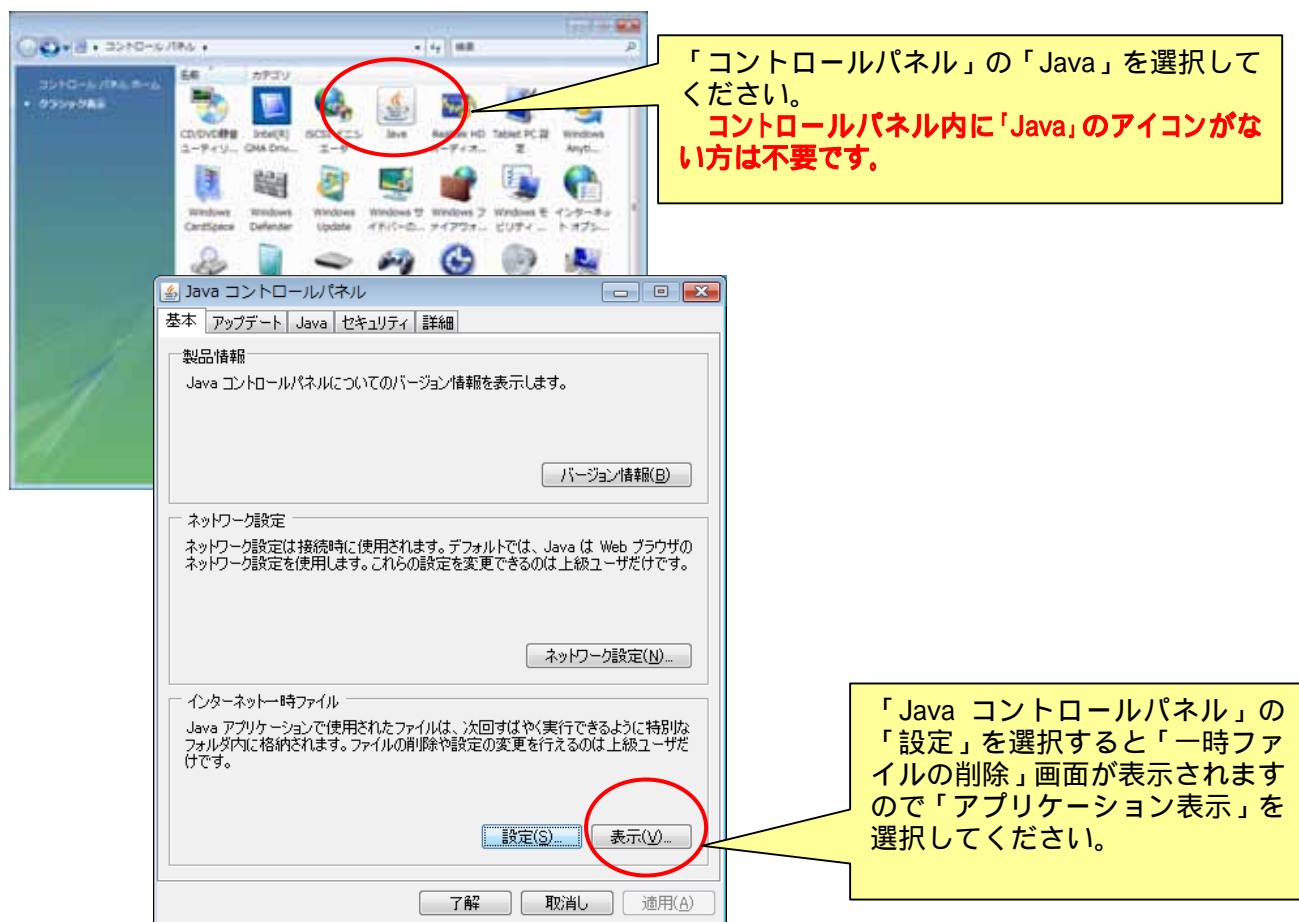 コントロールパネル
検索
「コントロールパネル」の「Java」を選択して
ください。
コントロールパネル内に「Java」のアイコンがな
い方は不要です。
コントロール パネル ホーム
クラシック表示
名前 カテゴリ
Java
Tablet PC 設
定
Windows
CardSpace
Windows
Defender
Windows
Update
Windows サ
Windows フ
Windows モ
インターネッ
Java コントロールパネル
基本 アップデート Java セキュリティ 詳細
製品情報
Java コントロールパネルについてのバージョン情報を表示します。
バージョン情報(B)
ネットワーク設定
ネットワーク設定は接続時に使用されます。デフォルトでは、Java は Web ブラウザの
ネットワーク設定を使用します。これらの設定を変更できるのは上級ユーザだけです。
ネットワーク設定(N)...
インターネット一時ファイル
Java アプリケーションで使用されたファイルは、次回すばやく実行できるように特別な
フォルダ内に格納されます。ファイルの削除や設定の変更を行えるのは上級ユーザだ
けです。
設定(S)... 表示(V)...
「Java コントロールパネル」の
「設定」を選択すると「一時ファ
イルの削除」画面が表示されます
ので「アプリケーション表示」を
選択してください。
了解 取消し 適用(A)